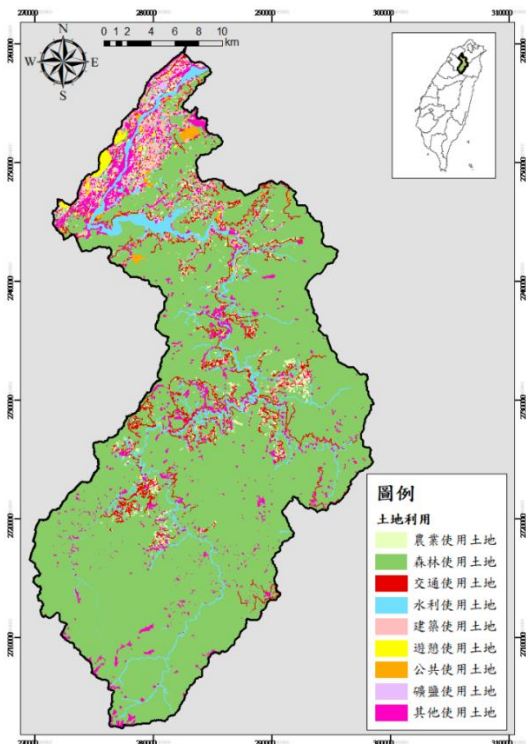 N
W
E
S
0 1 2 4 6 8 10
km
圖例
土地利用
農業使用土地
森林使用土地
交通使用土地
水利使用土地
建築使用土地
遊憩使用土地
公共使用土地
礦鹽使用土地
其他使用土地